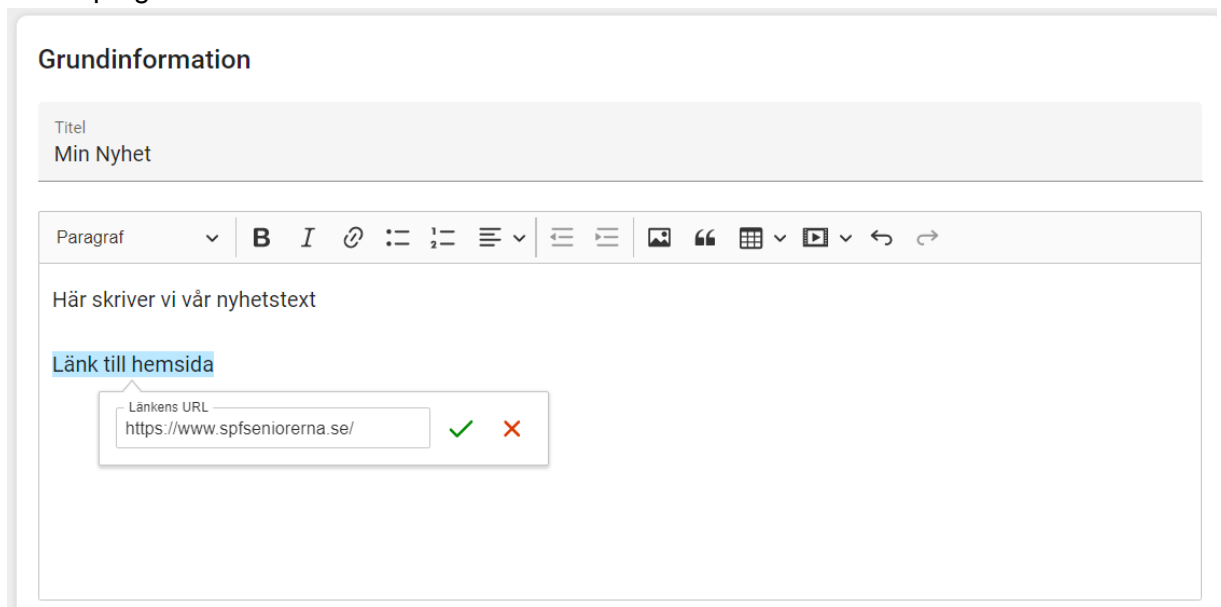 Grundinformation
Titel
Min Nyhet
Paragraf
Här skriver vi vår nyhetstext
Länk till hemsida
Länkens URL
https://www.spfseniorerna.se/